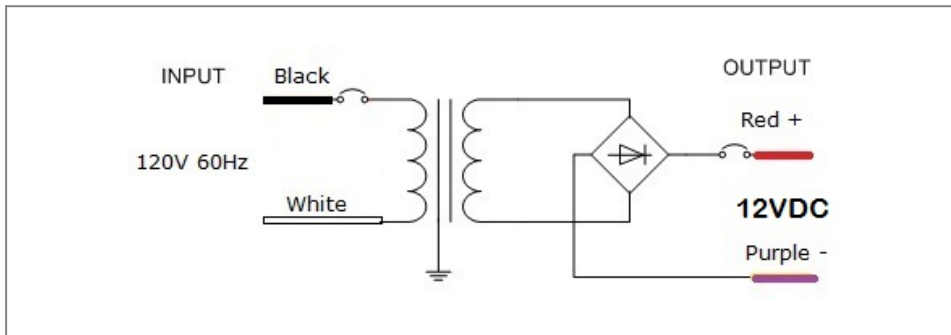 INPUT
Black
120V 60Hz
White
OUTPUT
Red +
12VDC
Purple -